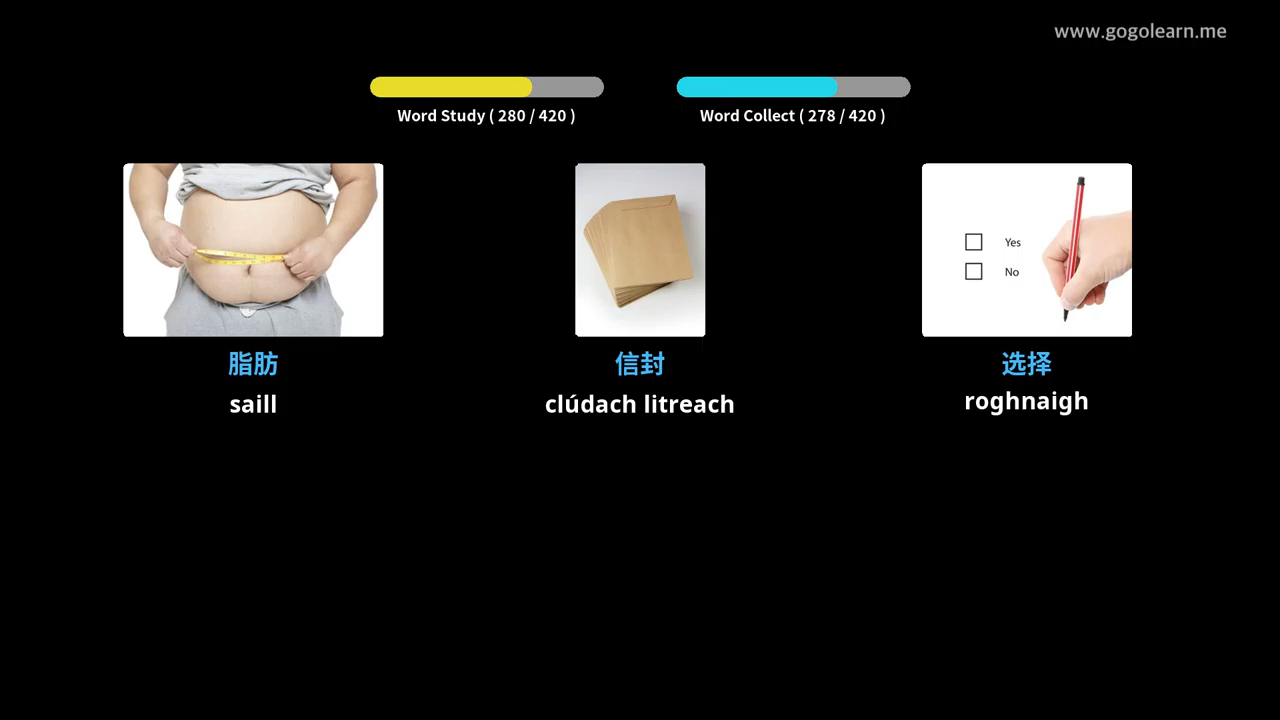 www.gogolearn.me
Word Study ( 280 / 420 )
Word Collect ( 278 / 420 )
Yes
No
脂肪
信封
选择
saill
clúdach litreach
roghnaigh